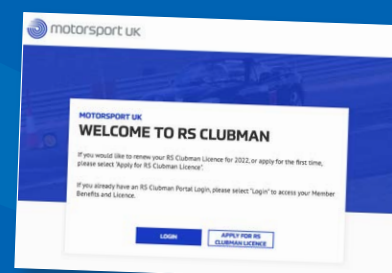 motorsport UK
MOTORSPORT UK
WELCOME TO RS CLUBMAN
If you would like to renew your RS Clubman Licence for 2022, or apply for the first time,
please select 'Apply for RS Clubman Licence'.
If you already have an RS Clubman Portal Login, please select "Login" to access your Member
Benefits and Licence.
LOGIN
APPLY FOR RS
CLUBMAN LICENCE